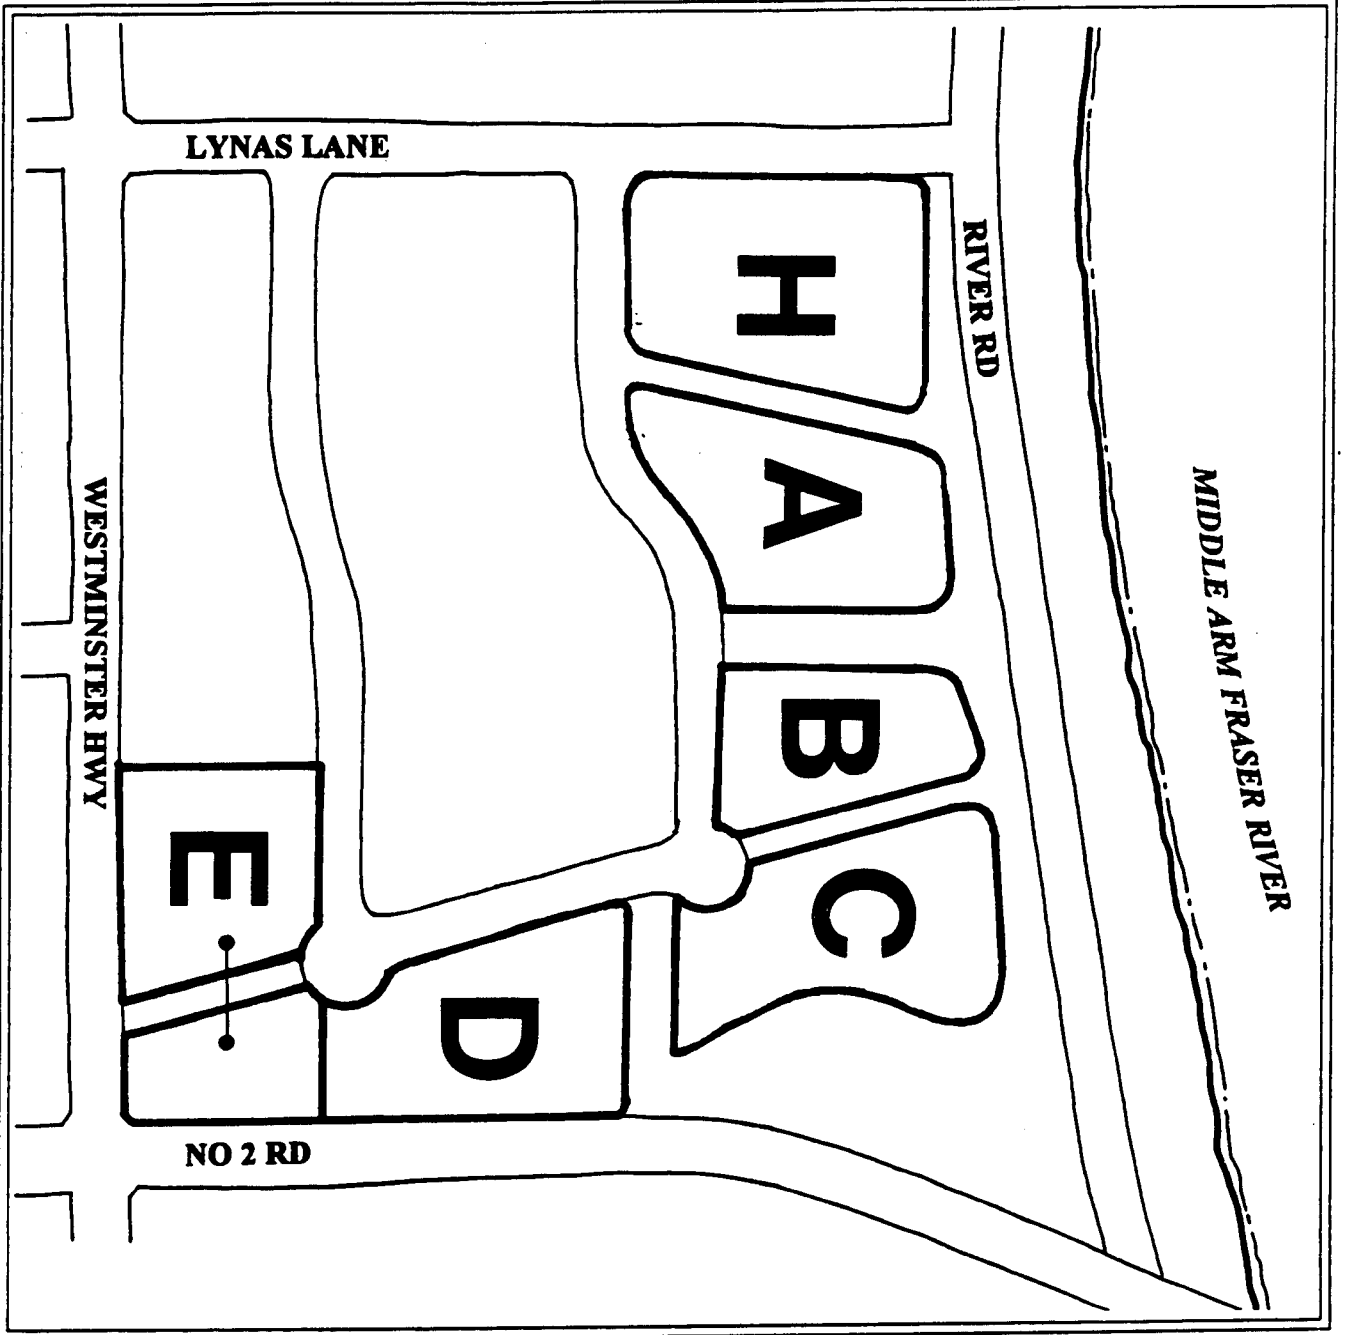 LYNAS LANE
RIVER RD
MIDDLE ARM FRASER RIVER
WESTMINSTER HWY
NO 2 RD
H
A
B
C
D
E